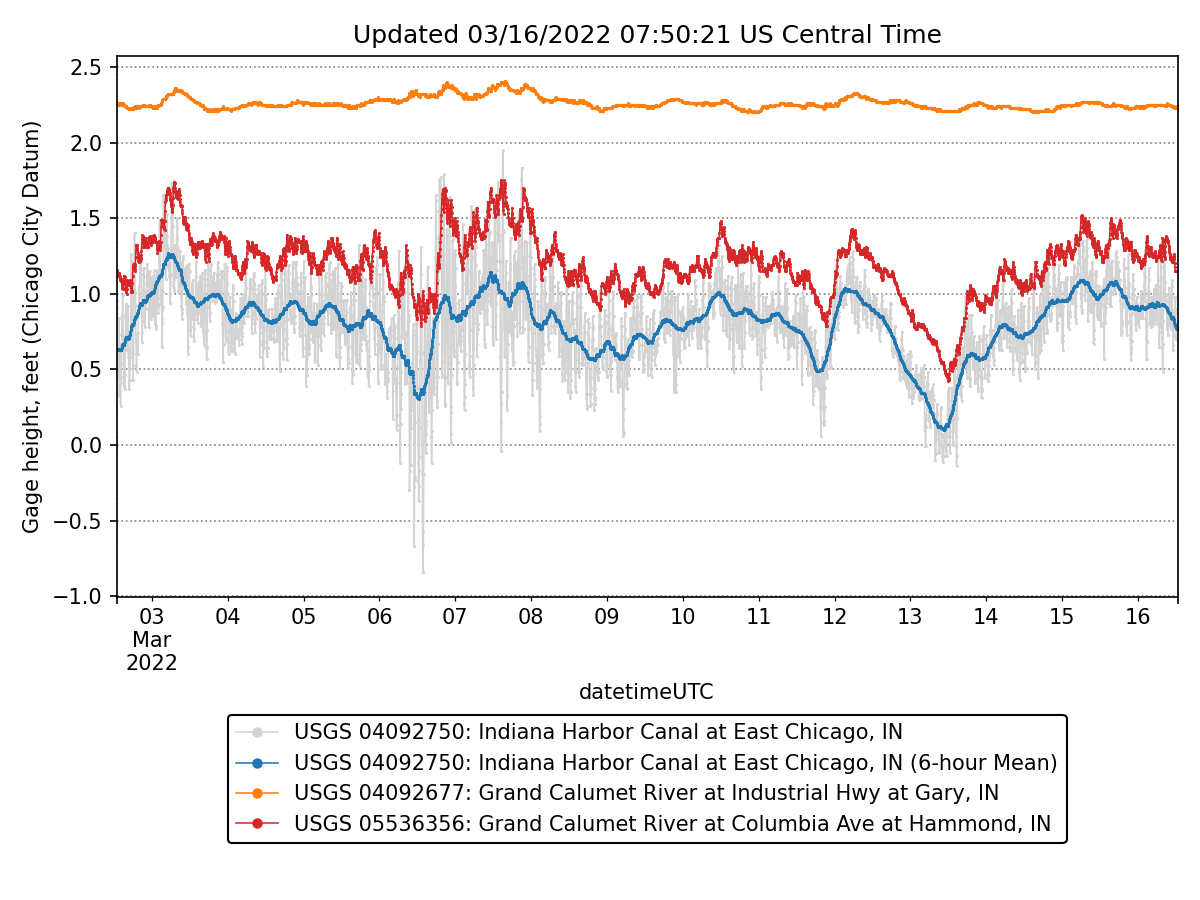 Updated 03/16/2022 07:50:21 US Central Time
Gage height, feet (Chicago City Datum)
2.5
2.0
1.5
1.0
0.5
0.0
−0.5
−1.0
03 04 05 06 07 08 09 10 11 12 13 14 15 16
Mar
2022
datetimeUTC
USGS 04092750: Indiana Harbor Canal at East Chicago, IN
USGS 04092750: Indiana Harbor Canal at East Chicago, IN (6-hour Mean)
USGS 04092677: Grand Calumet River at Industrial Hwy at Gary, IN
USGS 05536356: Grand Calumet River at Columbia Ave at Hammond, IN